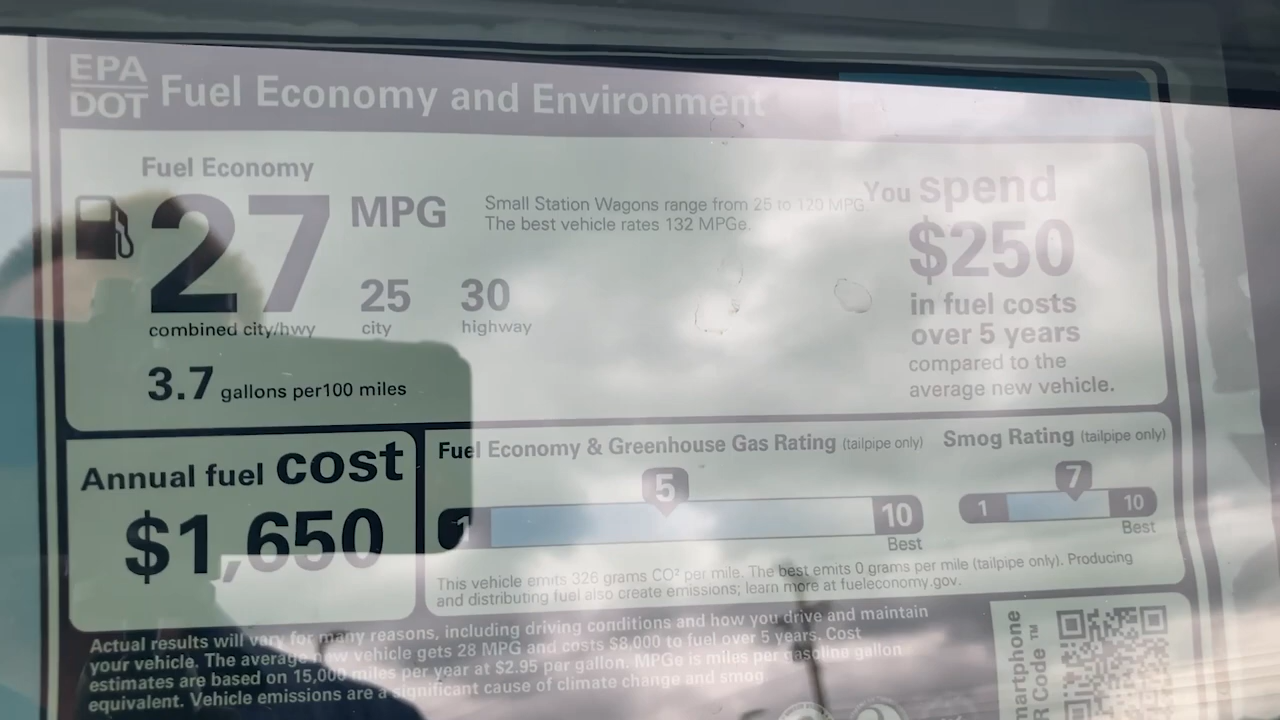 EPA
DOT
Fuel Economy and Environment
Fuel Economy
27 MPG
combined city/hwy
25
city
30
highway
Small Station Wagons range from 25 to 120 MPG.
The best vehicle rates 132 MPGe.
3.7 gallons per100 miles
You spend
$250
in fuel costs
over 5 years
compared to the
average new vehicle.
Annual fuel cost
$1,650
Fuel Economy & Greenhouse Gas Rating (tailpipe only)
1
5
10
Best
Smog Rating (tailpipe only)
1
7
10
Best
This vehicle emits 326 grams CO² per mile. The best emits 0 grams per mile (tailpipe only). Producing
and distributing fuel also create emissions; learn more at fueleconomy.gov.
Actual results will vary for many reasons, including driving conditions and how you drive and maintain
your vehicle. The average new vehicle gets 28 MPG and costs $8,000 to fuel over 5 years. Cost
estimates are based on 15,000 miles per year at $2.95 per gallon. MPGe is miles per gasoline gallon
equivalent. Vehicle emissions are a significant cause of climate change and smog.
Code ™